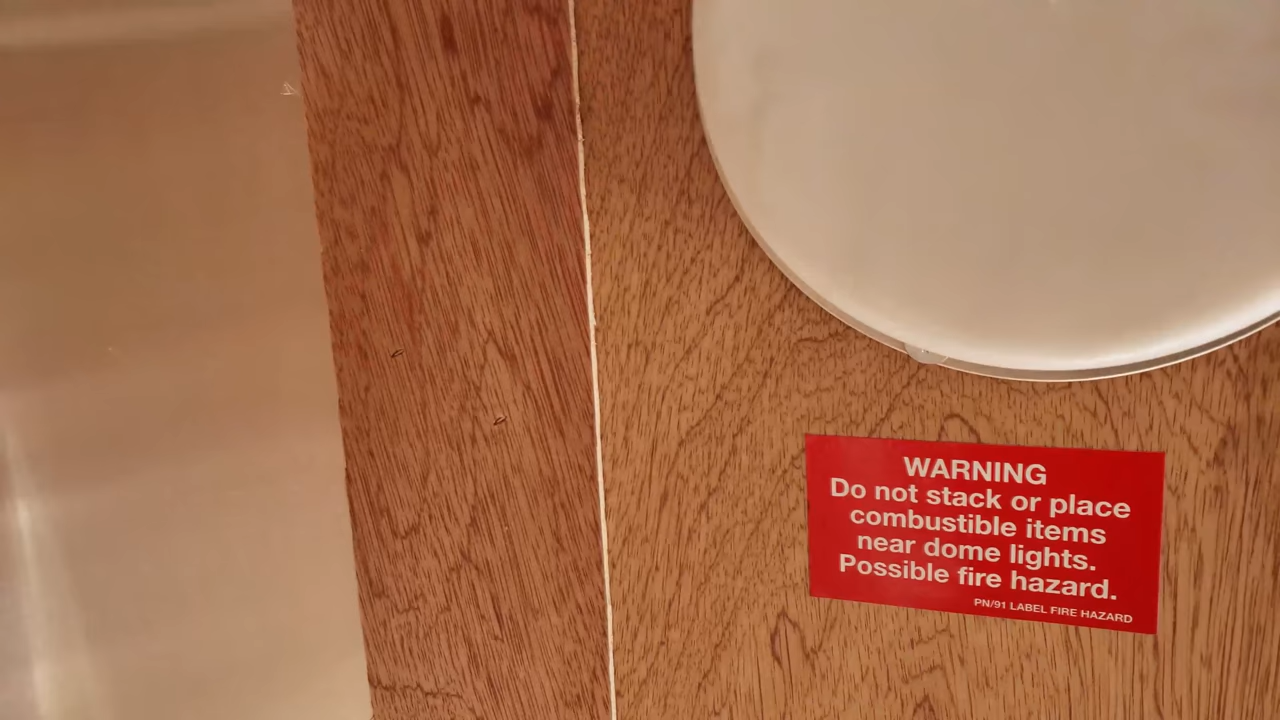 WARNING
Do not stack or place
combustible items
near dome lights.
Possible fire hazard.
PN/91 LABEL FIRE HAZARD